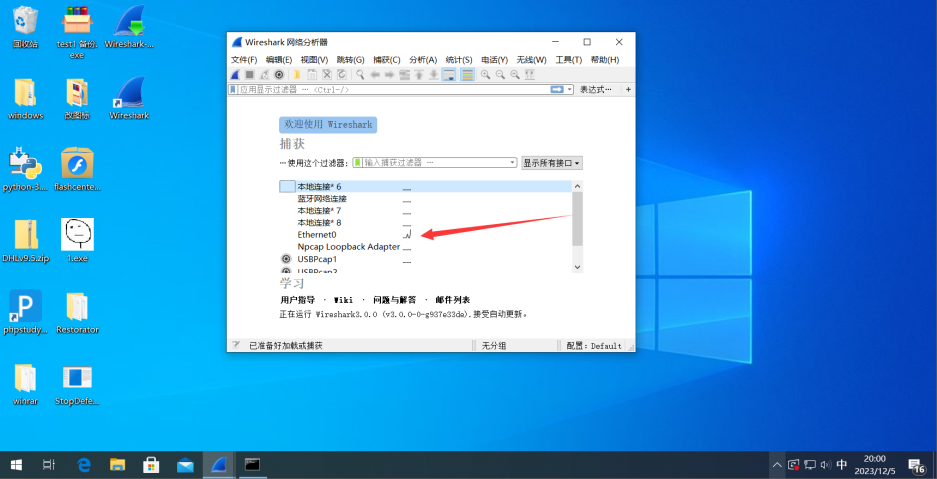 回收站
test1 备份.exe
Wireshark-...
windows
改图标
Wireshark
python-3....
flashcente...
DHLv9.5.zip
1.exe
phpstudy...
Restorator
winrar
StopDefe...
Wireshark 网络分析器
文件(F) 编辑(E) 视图(V) 跳转(G) 捕获(C) 分析(A) 统计(S) 电话(Y) 无线(W) 工具(T) 帮助(H)
应用显示过滤器 … <Ctrl-/> 表达式… +
欢迎使用 Wireshark
捕获
…使用这个过滤器: 输入捕获过滤器 … 显示所有接口
本地连接* 6
蓝牙网络连接
本地连接* 7
本地连接* 8
Ethernet0
Npcap Loopback Adapter
USBPcap1
USBPcap2
学习
用户指导 · Wiki · 问题与解答 · 邮件列表
正在运行 Wireshark3.0.0 (v3.0.0-0-g937e33de).接受自动更新。
已准备好加载或捕获 无分组 配置: Default
中 20:00
2023/12/5
16